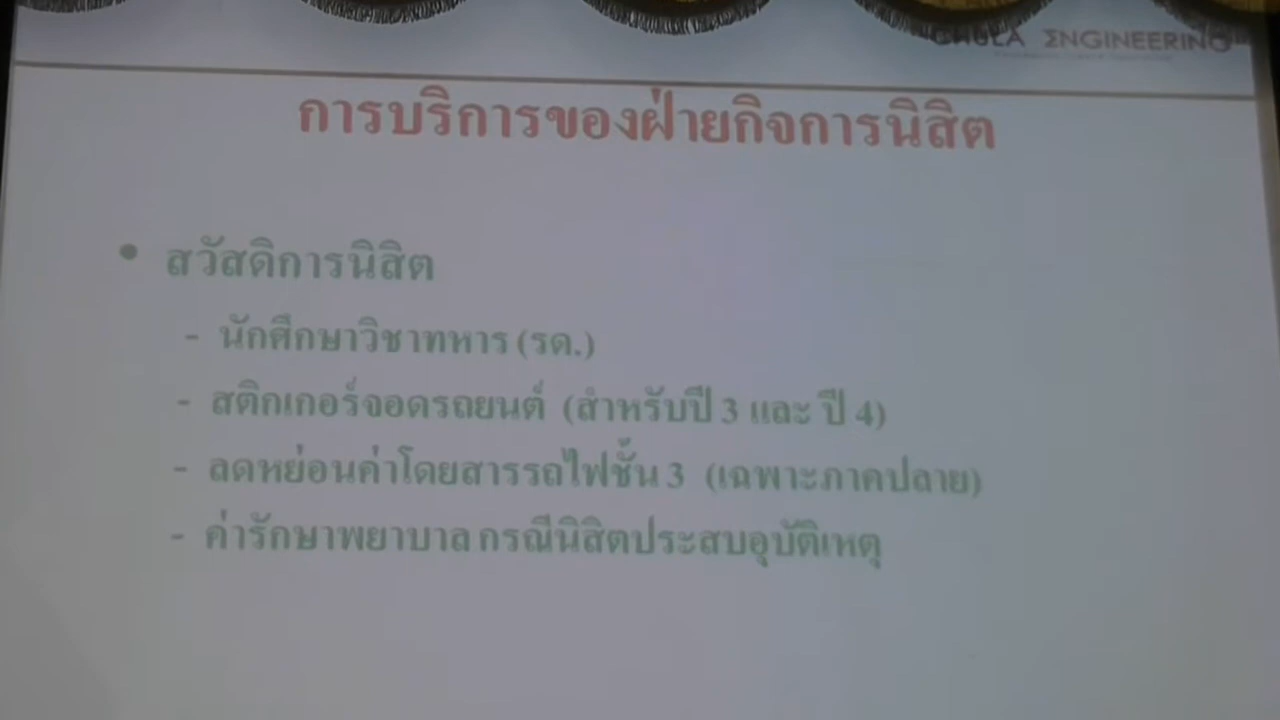 CHULA ΣNGINEERING
การบริการของฝ่ายกิจการนิสิต
• สวัสดิการนิสิต
- นักศึกษาวิชาทหาร (รด.)
- สติกเกอร์จอดรถยนต์ (สำหรับปี 3 และ ปี 4)
- ลดหย่อนค่าโดยสารรถไฟชั้น 3 (เฉพาะภาคปลาย)
- ค่ารักษาพยาบาล กรณีนิสิตประสบอุบัติเหตุ